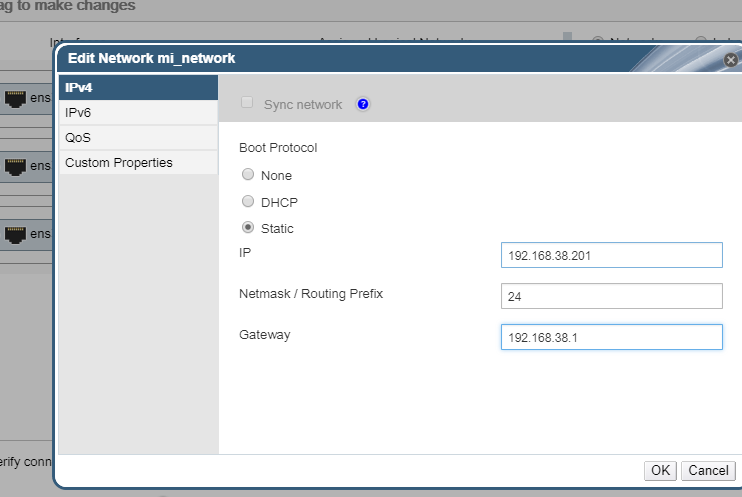 ag to make changes
Edit Network mi_network
IPv4
IPv6
QoS
Custom Properties
Sync network
?
Boot Protocol
None
DHCP
Static
IP
192.168.38.201
Netmask / Routing Prefix
24
Gateway
192.168.38.1
ens
ens
ens
erify conn
OK Cancel